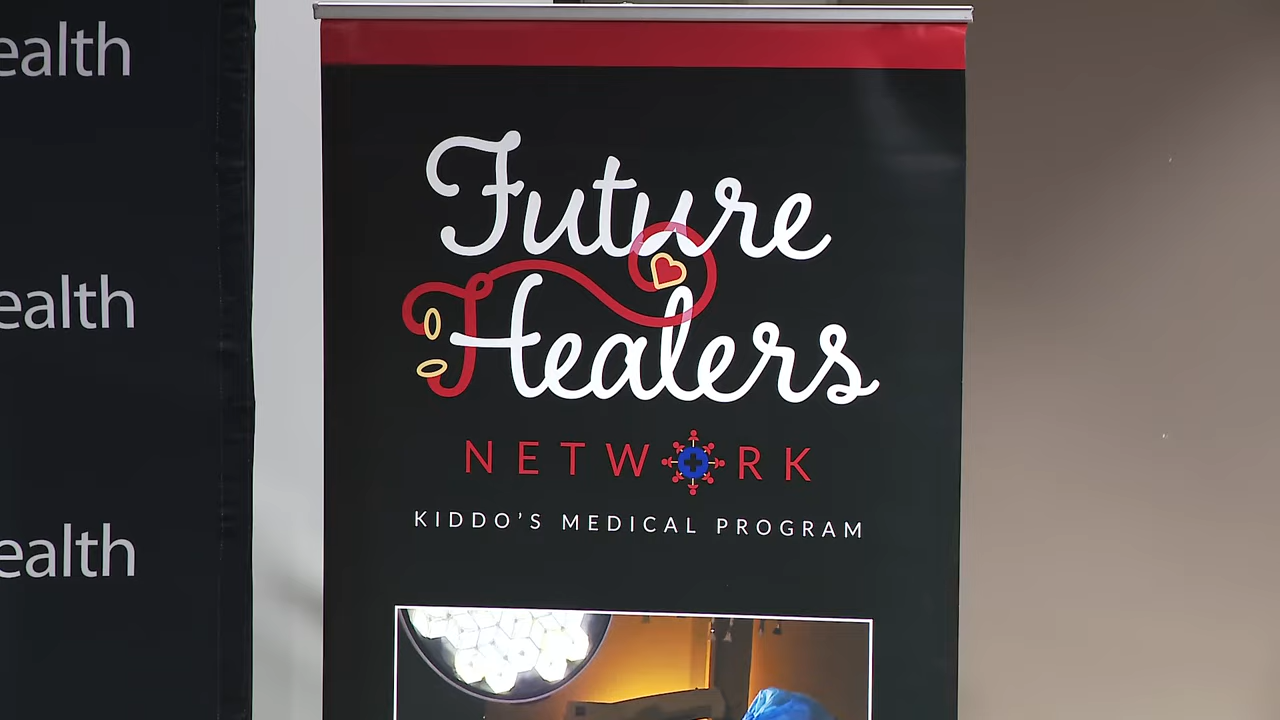 ealth
ealth
ealth
Future
Healers
NETWORK
KIDDO'S MEDICAL PROGRAM